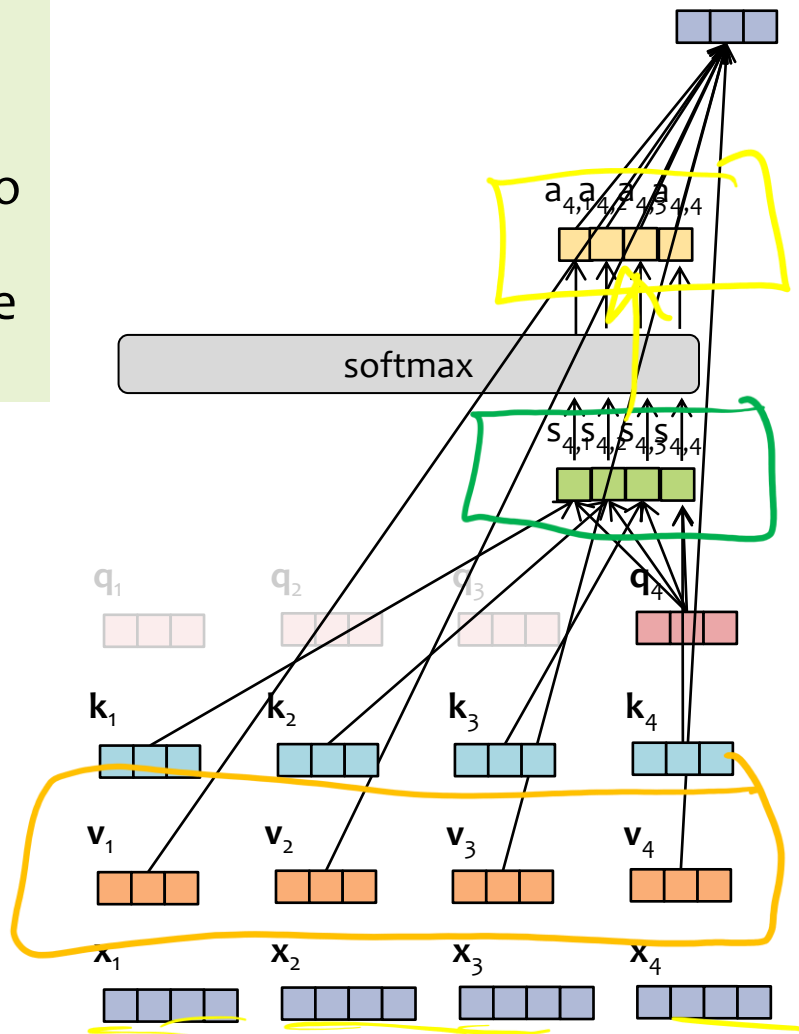 o
e
a4,1 a4,2 a4,3 a4,4
softmax
s4,1 s4,2 s4,3 s4,4
q1 q2 q3 q4
k1 k2 k3 k4
v1 v2 v3 v4
x1 x2 x3 x4